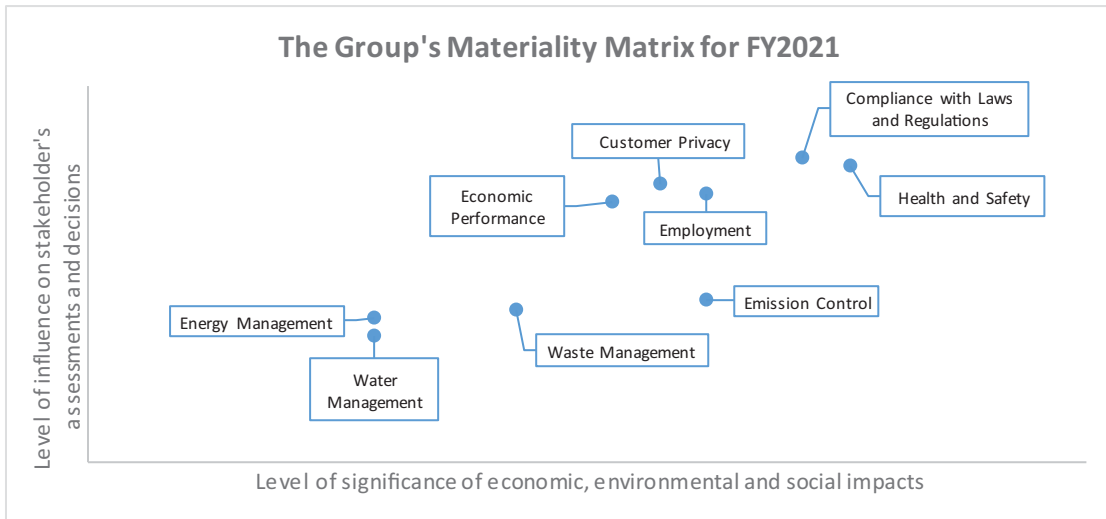 The Group's Materiality Matrix for FY2021
Level of influence on stakeholder's
assessments and decisions
Compliance with Laws
and Regulations
Customer Privacy
Economic
Performance
Health and Safety
Employment
Emission Control
Energy Management
Waste Management
Water
Management
Level of significance of economic, environmental and social impacts